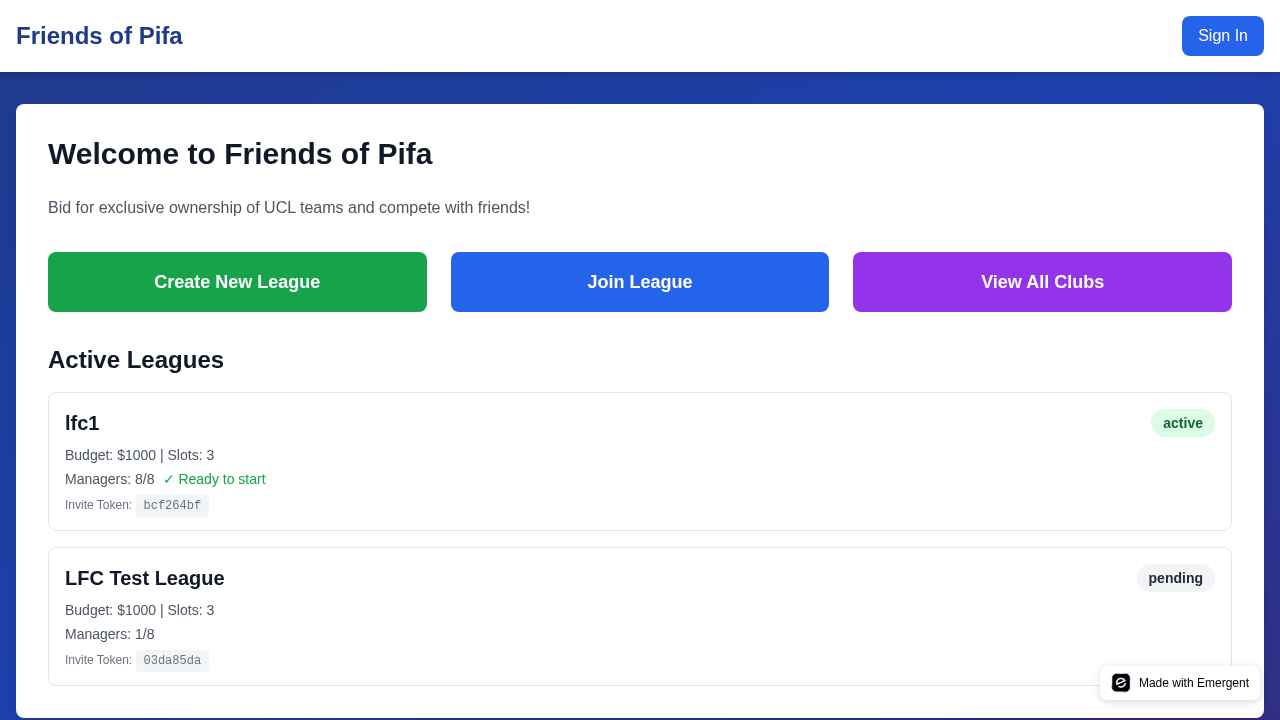 Friends of Pifa
Sign In
Welcome to Friends of Pifa
Bid for exclusive ownership of UCL teams and compete with friends!
Create New League
Join League
View All Clubs
Active Leagues
lfc1
active
Budget: $1000 | Slots: 3
Managers: 8/8 ✓ Ready to start
Invite Token: bcf264bf
LFC Test League
pending
Budget: $1000 | Slots: 3
Managers: 1/8
Invite Token: 03da85da
Made with Emergent